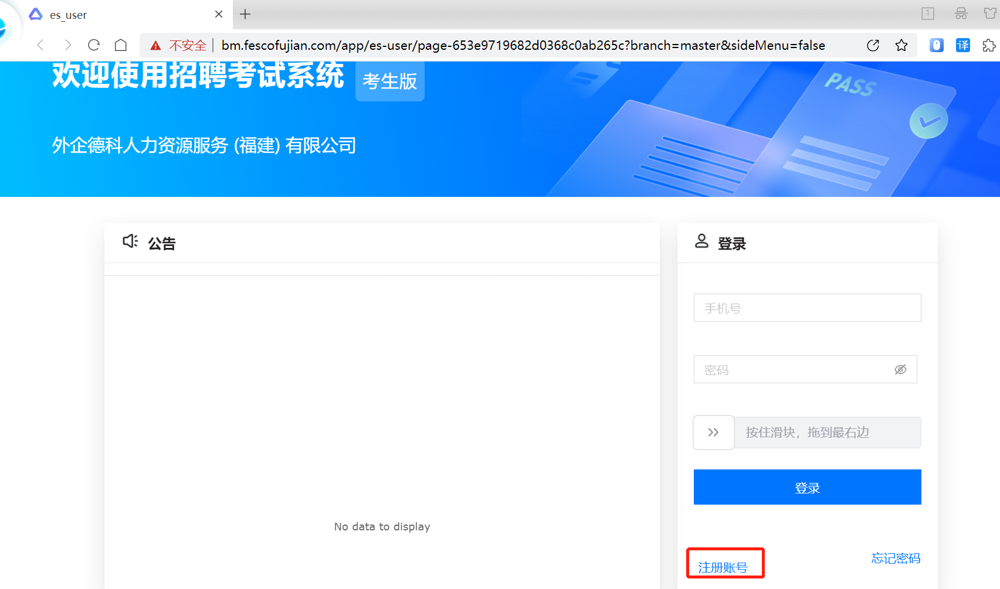 es_user
1
不安全
bm.fescofujian.com/app/es-user/page-653e9719682d0368c0ab265c?branch=master&sideMenu=false
译
欢迎使用招聘考试系统
考生版
PASS
外企德科人力资源服务 (福建) 有限公司
公告
登录
手机号
密码
按住滑块，拖到最右边
登录
No data to display
忘记密码
注册账号